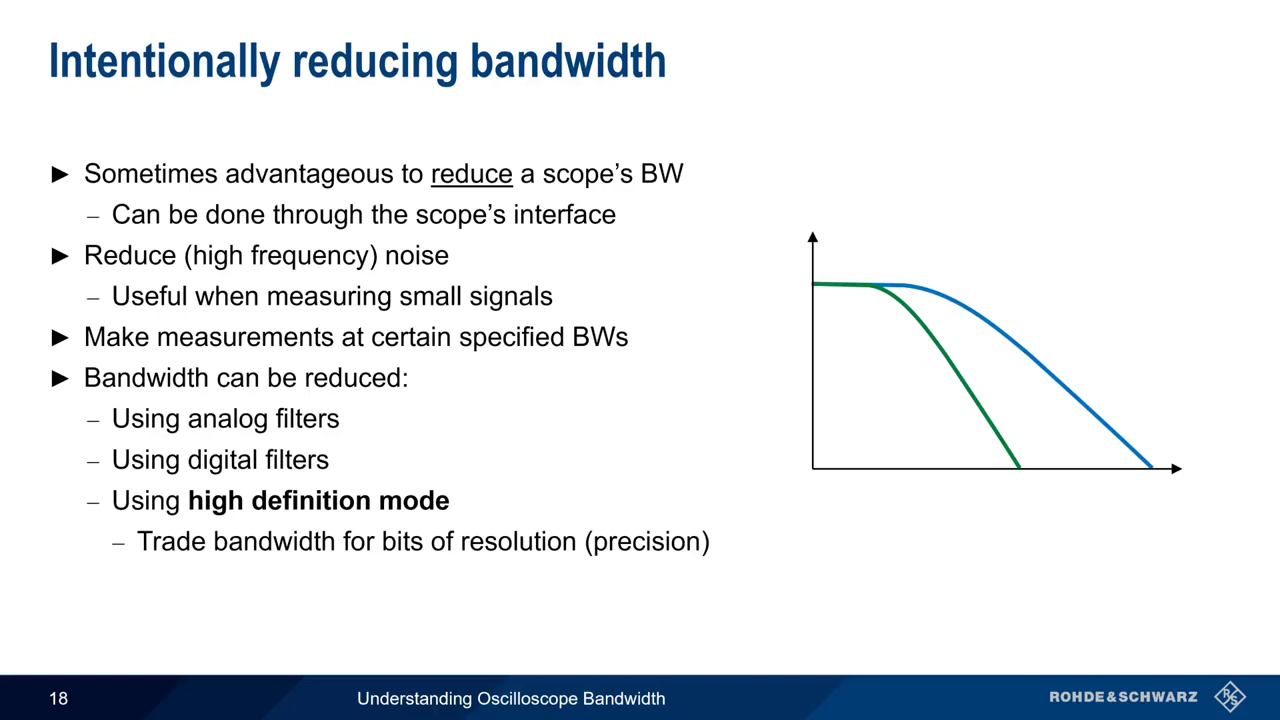 Intentionally reducing bandwidth
► Sometimes advantageous to reduce a scope's BW
– Can be done through the scope's interface
► Reduce (high frequency) noise
– Useful when measuring small signals
► Make measurements at certain specified BWs
► Bandwidth can be reduced:
– Using analog filters
– Using digital filters
– Using high definition mode
– Trade bandwidth for bits of resolution (precision)
18
Understanding Oscilloscope Bandwidth
ROHDE&SCHWARZ
R&S